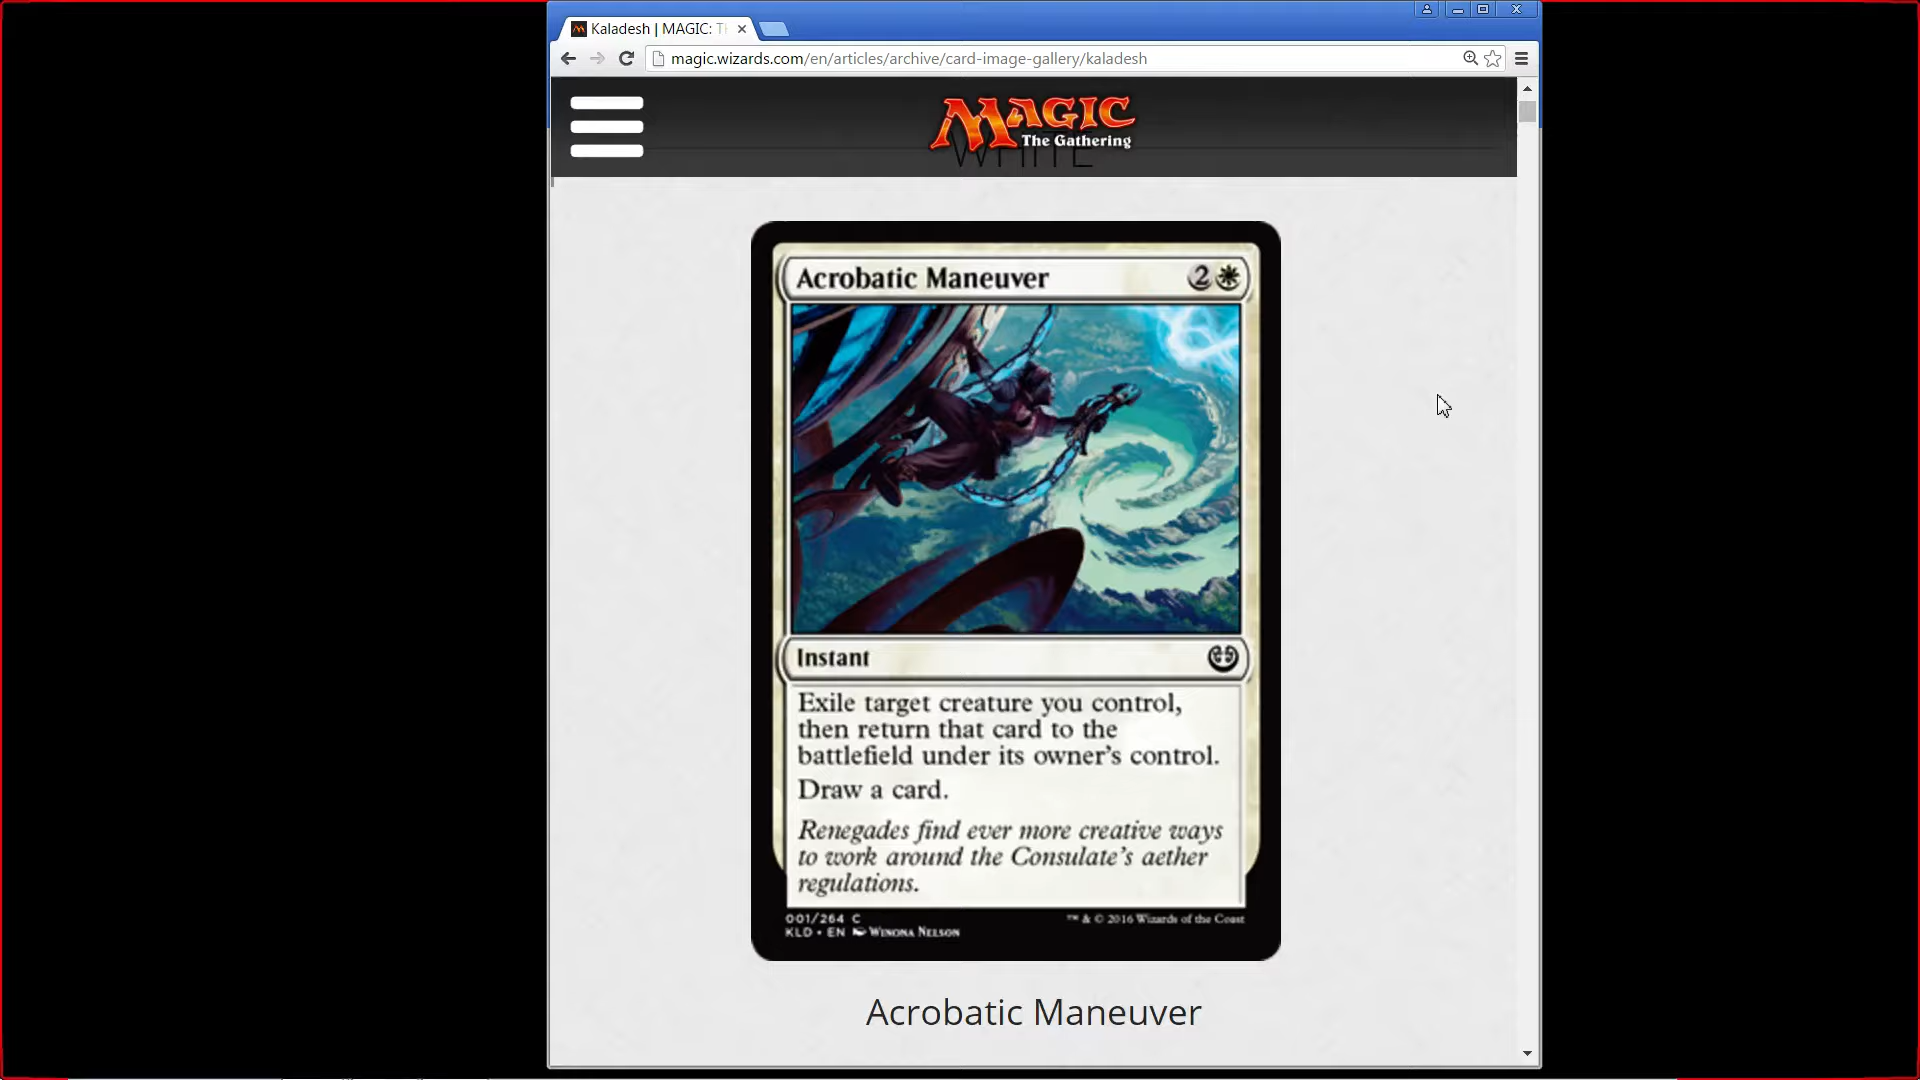 Kaladesh | MAGIC: T
magic.wizards.com/en/articles/archive/card-image-gallery/kaladesh
MAGIC
The Gathering
WHITE
Acrobatic Maneuver 2
Instant
Exile target creature you control,
then return that card to the
battlefield under its owner's control.
Draw a card.
Renegades find ever more creative ways
to work around the Consulate's aether
regulations.
001/264 C
™ & © 2016 Wizards of the Coast
KLD • EN Winona Nelson
Acrobatic Maneuver